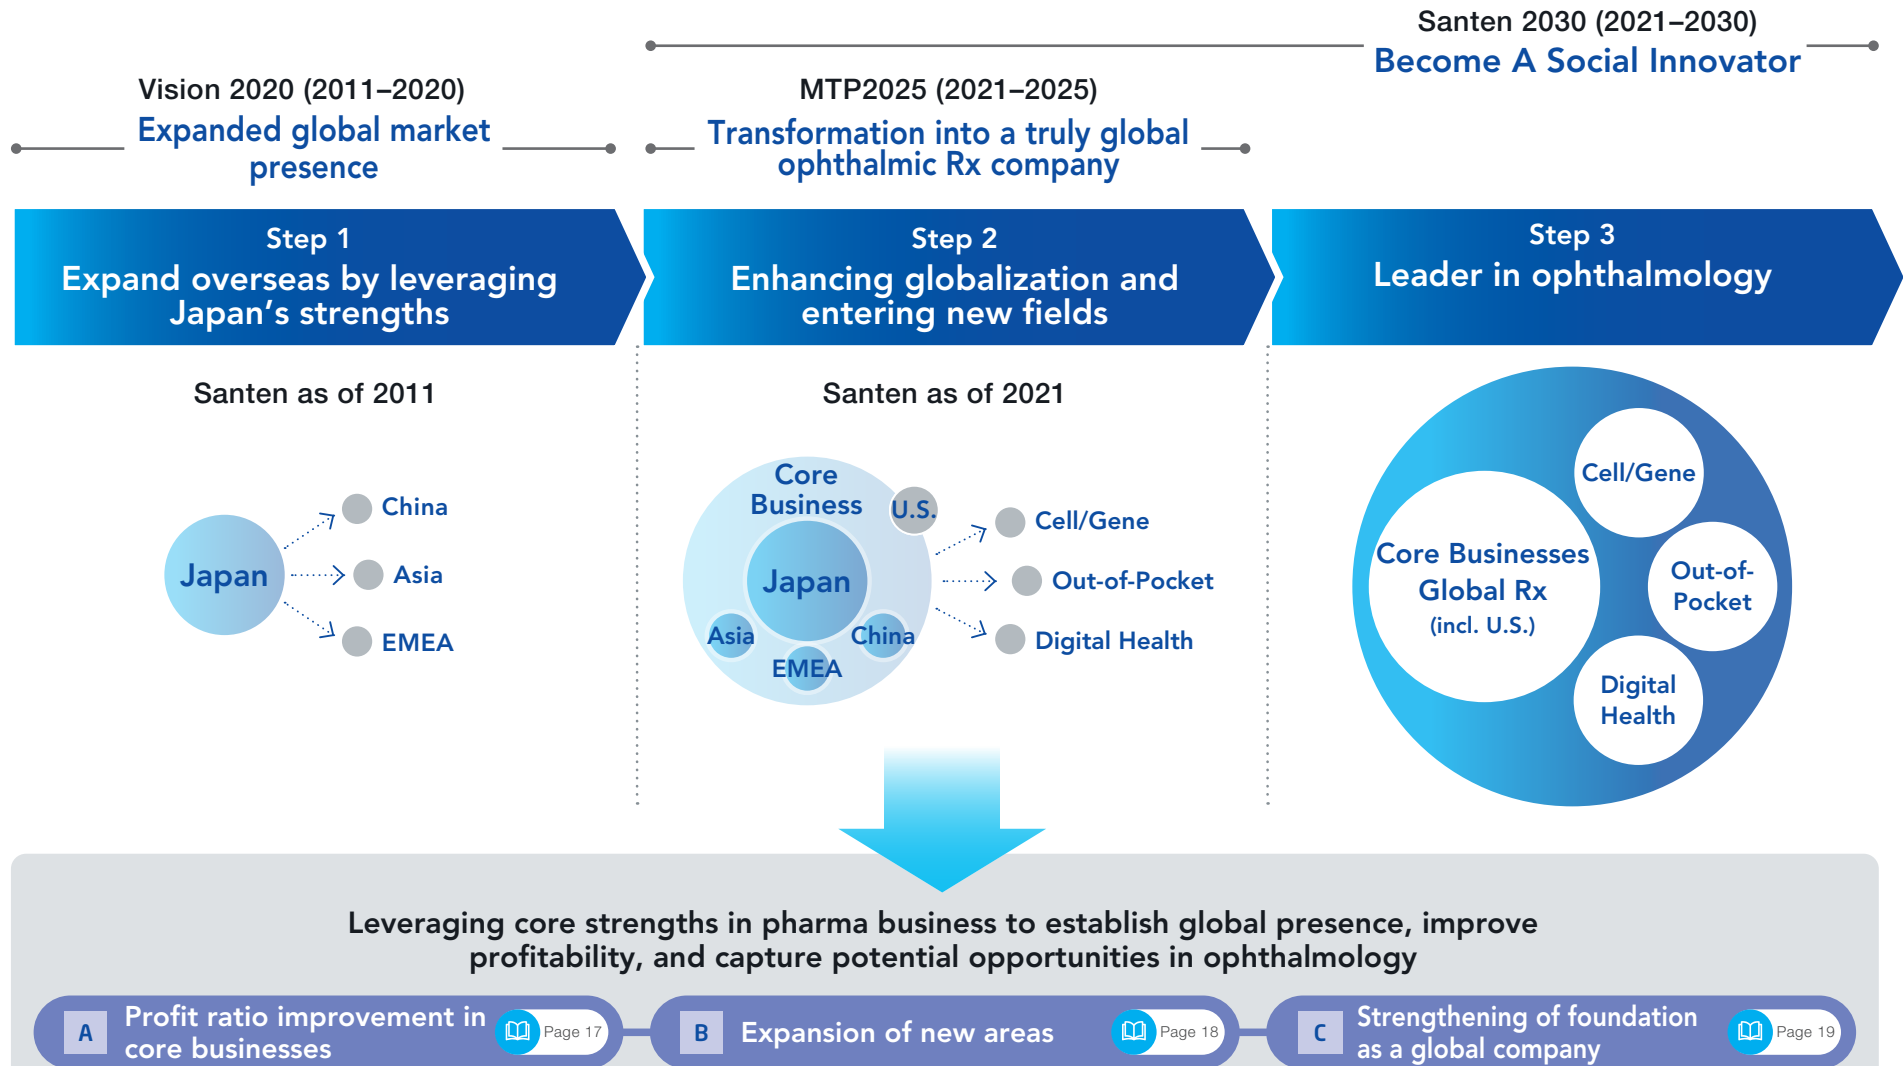 Santen 2030 (2021–2030)
Become A Social Innovator
Vision 2020 (2011–2020)
Expanded global market
presence
MTP2025 (2021–2025)
Transformation into a truly global
ophthalmic Rx company
Step 1
Expand overseas by leveraging
Japan's strengths
Step 2
Enhancing globalization and
entering new fields
Step 3
Leader in ophthalmology
Santen as of 2011
Japan
China
Asia
EMEA
Santen as of 2021
Core
Business
U.S.
Japan
Asia
China
EMEA
Cell/Gene
Out-of-Pocket
Digital Health
Cell/Gene
Core Businesses
Global Rx
(incl. U.S.)
Out-of-
Pocket
Digital
Health
Leveraging core strengths in pharma business to establish global presence, improve
profitability, and capture potential opportunities in ophthalmology
A
Profit ratio improvement in
core businesses
Page 17
B
Expansion of new areas
Page 18
C
Strengthening of foundation
as a global company
Page 19